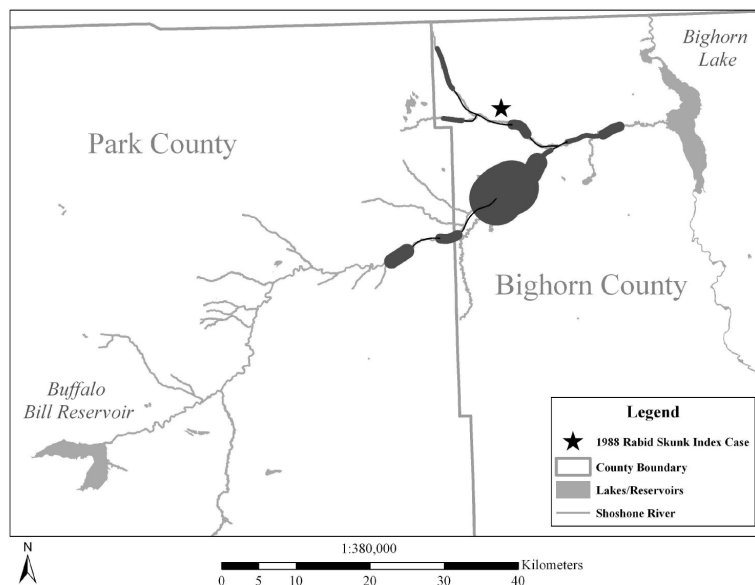 Bighorn
Lake
Park County
Bighorn County
Buffalo
Bill Reservoir
Legend
1988 Rabid Skunk Index Case
County Boundary
Lakes/Reservoirs
Shoshone River
N
1:380,000
Kilometers
0 5 10 20 30 40